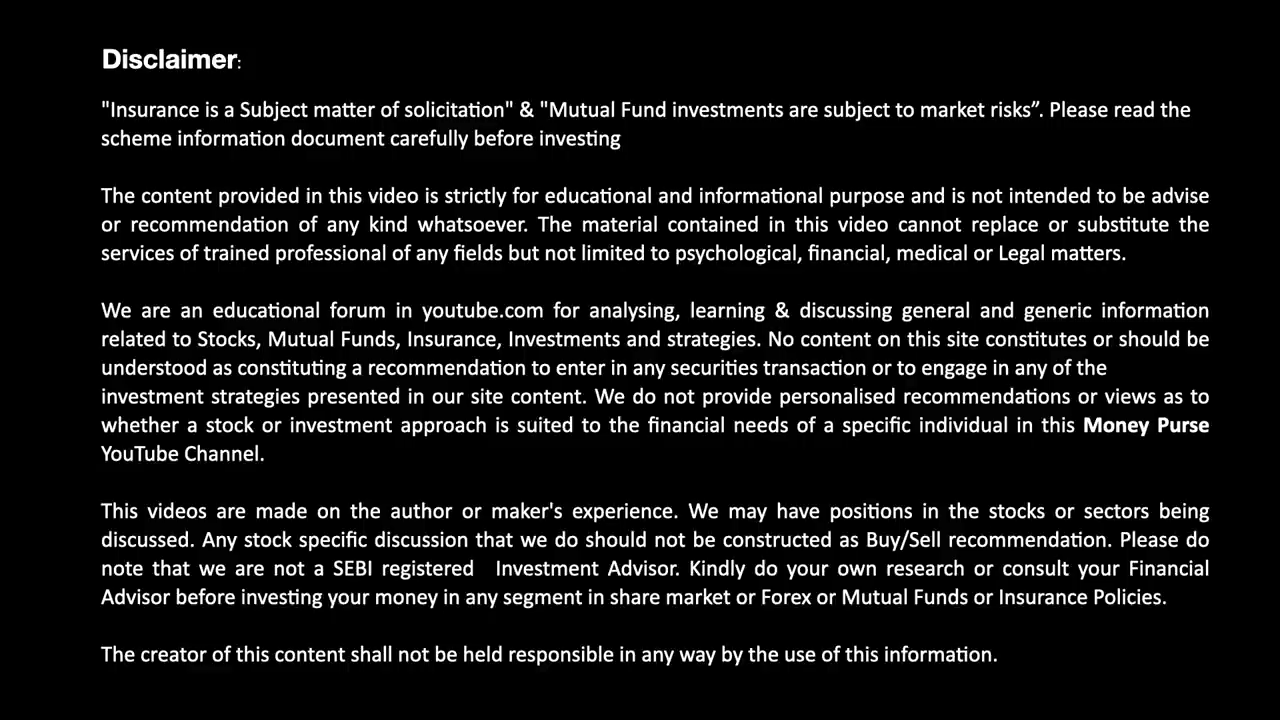 Disclaimer:
"Insurance is a Subject matter of solicitation" & "Mutual Fund investments are subject to market risks”. Please read the
scheme information document carefully before investing
The content provided in this video is strictly for educational and informational purpose and is not intended to be advise
or recommendation of any kind whatsoever. The material contained in this video cannot replace or substitute the
services of trained professional of any fields but not limited to psychological, financial, medical or Legal matters.
We are an educational forum in youtube.com for analysing, learning & discussing general and generic information
related to Stocks, Mutual Funds, Insurance, Investments and strategies. No content on this site constitutes or should be
understood as constituting a recommendation to enter in any securities transaction or to engage in any of the
investment strategies presented in our site content. We do not provide personalised recommendations or views as to
whether a stock or investment approach is suited to the financial needs of a specific individual in this Money Purse
YouTube Channel.
This videos are made on the author or maker's experience. We may have positions in the stocks or sectors being
discussed. Any stock specific discussion that we do should not be constructed as Buy/Sell recommendation. Please do
note that we are not a SEBI registered Investment Advisor. Kindly do your own research or consult your Financial
Advisor before investing your money in any segment in share market or Forex or Mutual Funds or Insurance Policies.
The creator of this content shall not be held responsible in any way by the use of this information.